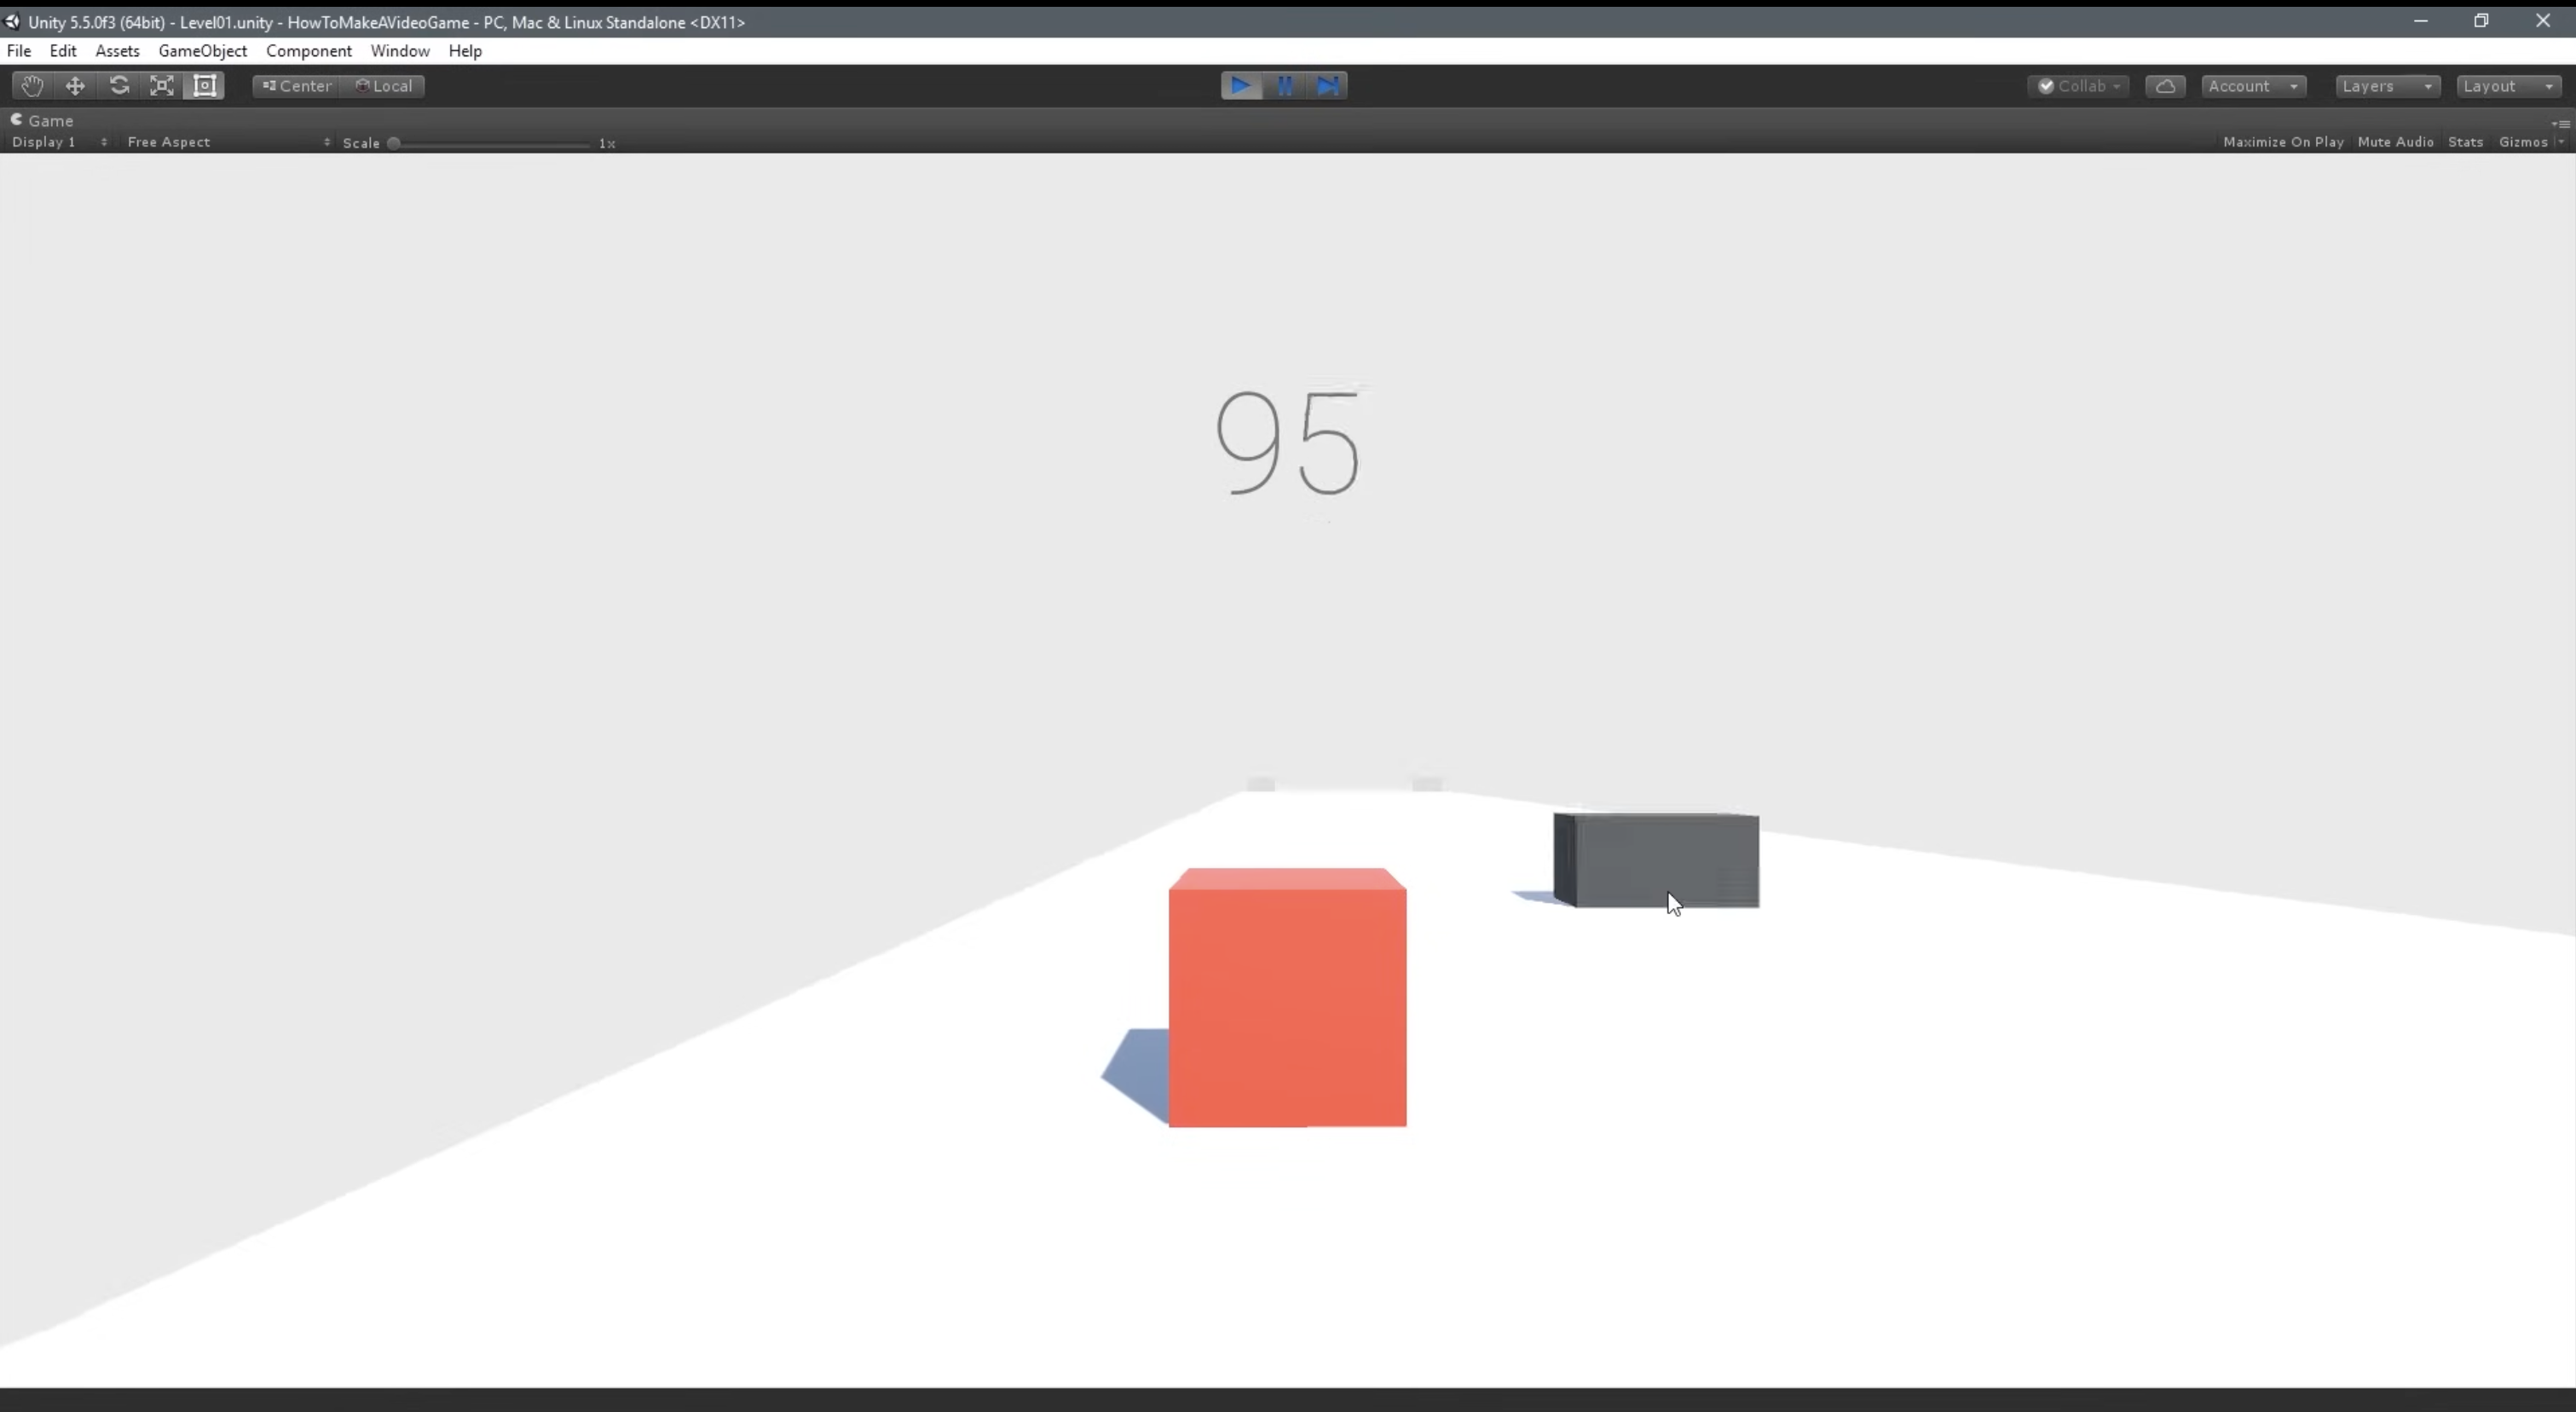 Unity 5.5.0f3 (64bit) - Level01.unity - HowToMakeAVideoGame - PC, Mac & Linux Standalone <DX11>
File Edit Assets GameObject Component Window Help
Center Local Collab Account Layers Layout
Game
Display 1 Free Aspect Scale 1x Maximize On Play Mute Audio Stats Gizmos
95